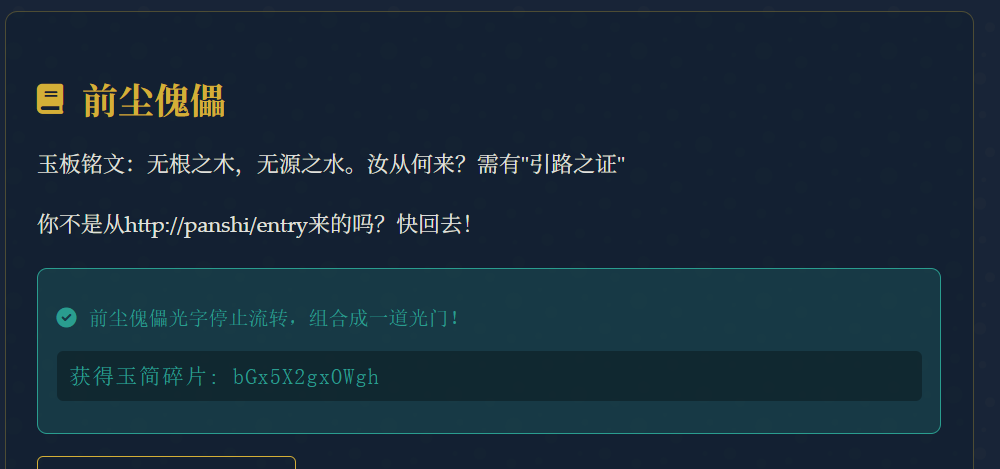 前尘傀儡
玉板铭文：无根之木，无源之水。汝从何来？需有"引路之证"
你不是从http://panshi/entry来的吗？快回去！
前尘傀儡光字停止流转，组合成一道光门！
获得玉简碎片: bGx5X2gxOWgh